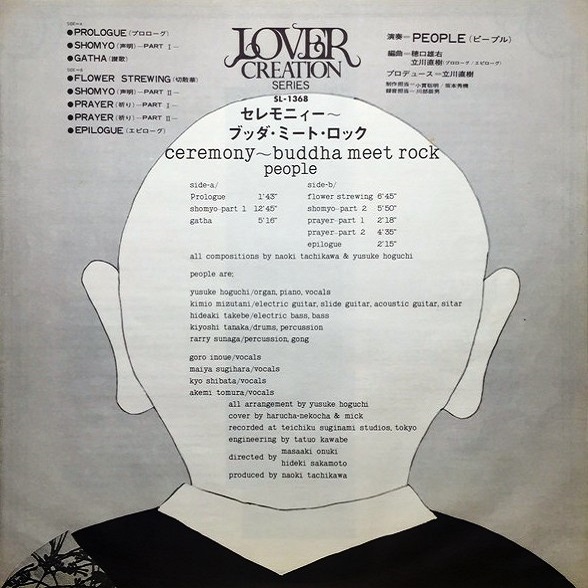 SIDE=A
●PROLOGUE(プロローグ)
●SHOMYO(声明)—PART I—
●GATHA(讃歌)
SIDE=B
●FLOWER STREWING(切散華)
●SHOMYO(声明)—PART II—
●PRAYER(祈り)—PART I—
●PRAYER(祈り)—PART II—
●EPILOGUE(エピローグ)
LOVER
CREATION
SERIES
演奏=PEOPLE(ピープル)
編曲=穂口雄右
立川直樹(プロローグ/エピローグ)
プロデュース=立川直樹
SL-1368
セレモニィー〜
ブッダ・ミート・ロック
ceremony~buddha meet rock
people
side-a/
Prologue 1'43"
shomyo-part 1 12'45"
gatha 5'16"
side-b/
flower strewing 6'45"
shomyo-part 2 5'50"
prayer-part 1 2'18"
prayer-part 2 4'35"
epilogue 2'15"
all compositions by naoki tachikawa & yusuke hoguchi
people are;
yusuke hoguchi/organ, piano, vocals
kimio mizutani/electric guitar, slide guitar, acoustic guitar, sitar
hideaki takebe/electric bass, bass
kiyoshi tanaka/drums, percussion
rarry sunaga/percussion, gong
goro inoue/vocals
maiya sugihara/vocals
kyo shibata/vocals
akemi tomura/vocals
all arrangement by yusuke hoguchi
cover by harucha-nekocha & mick
recorded at teichiku suginami studios, tokyo
engineering by tatuo kawabe
directed by masaaki onuki
hideki sakamoto
produced by naoki tachikawa